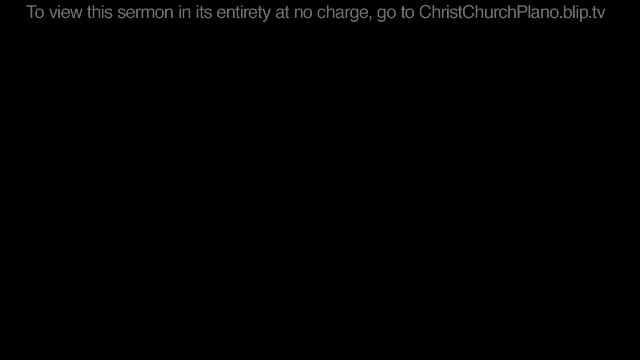 To view this sermon in its entirety at no charge, go to ChristChurchPlano.blip.tv